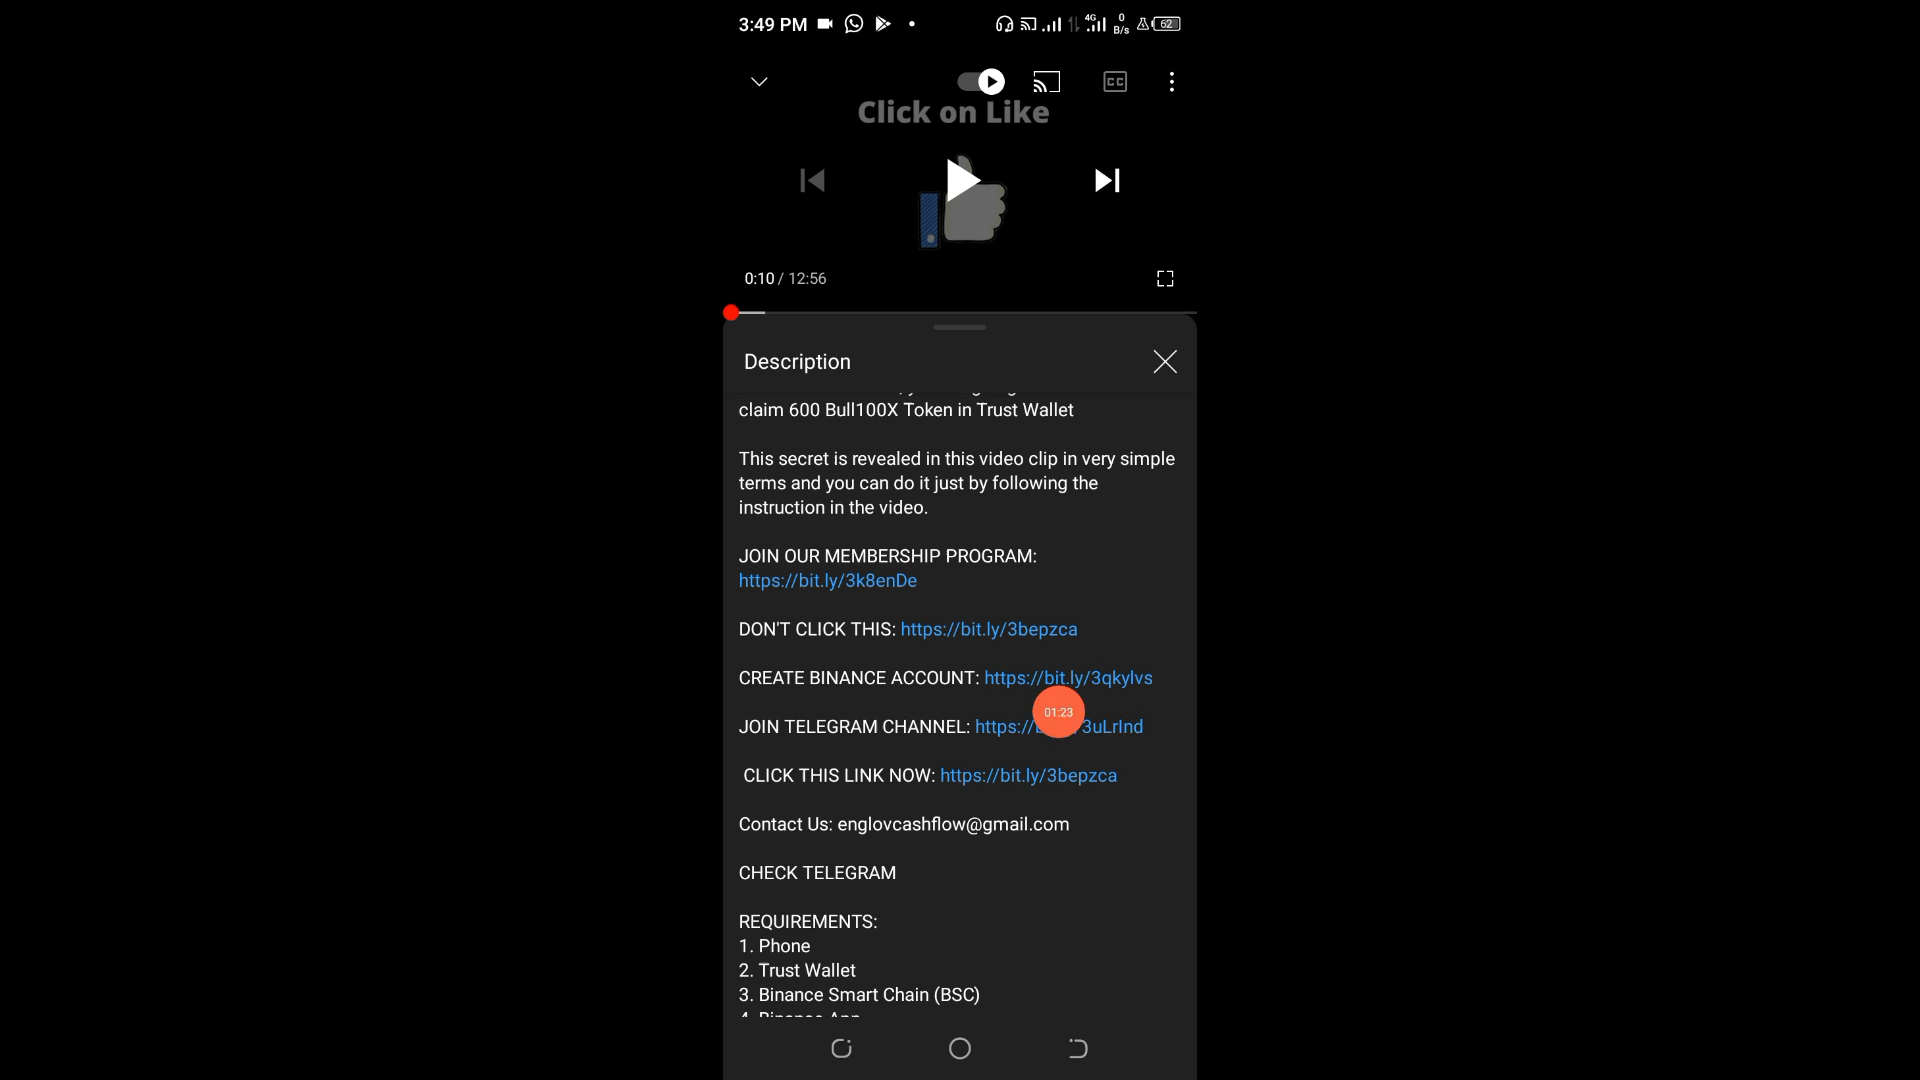 3:49 PM
4G
0
B/s
62
CC
Click on Like
0:10 / 12:56
Description
claim 600 Bull100X Token in Trust Wallet
This secret is revealed in this video clip in very simple
terms and you can do it just by following the
instruction in the video.
JOIN OUR MEMBERSHIP PROGRAM:
https://bit.ly/3k8enDe
DON'T CLICK THIS: https://bit.ly/3bepzca
CREATE BINANCE ACCOUNT: https://bit.ly/3qkylvs
01:23
JOIN TELEGRAM CHANNEL: https://b 3uLrInd
CLICK THIS LINK NOW: https://bit.ly/3bepzca
Contact Us: englovcashflow@gmail.com
CHECK TELEGRAM
REQUIREMENTS:
1. Phone
2. Trust Wallet
3. Binance Smart Chain (BSC)